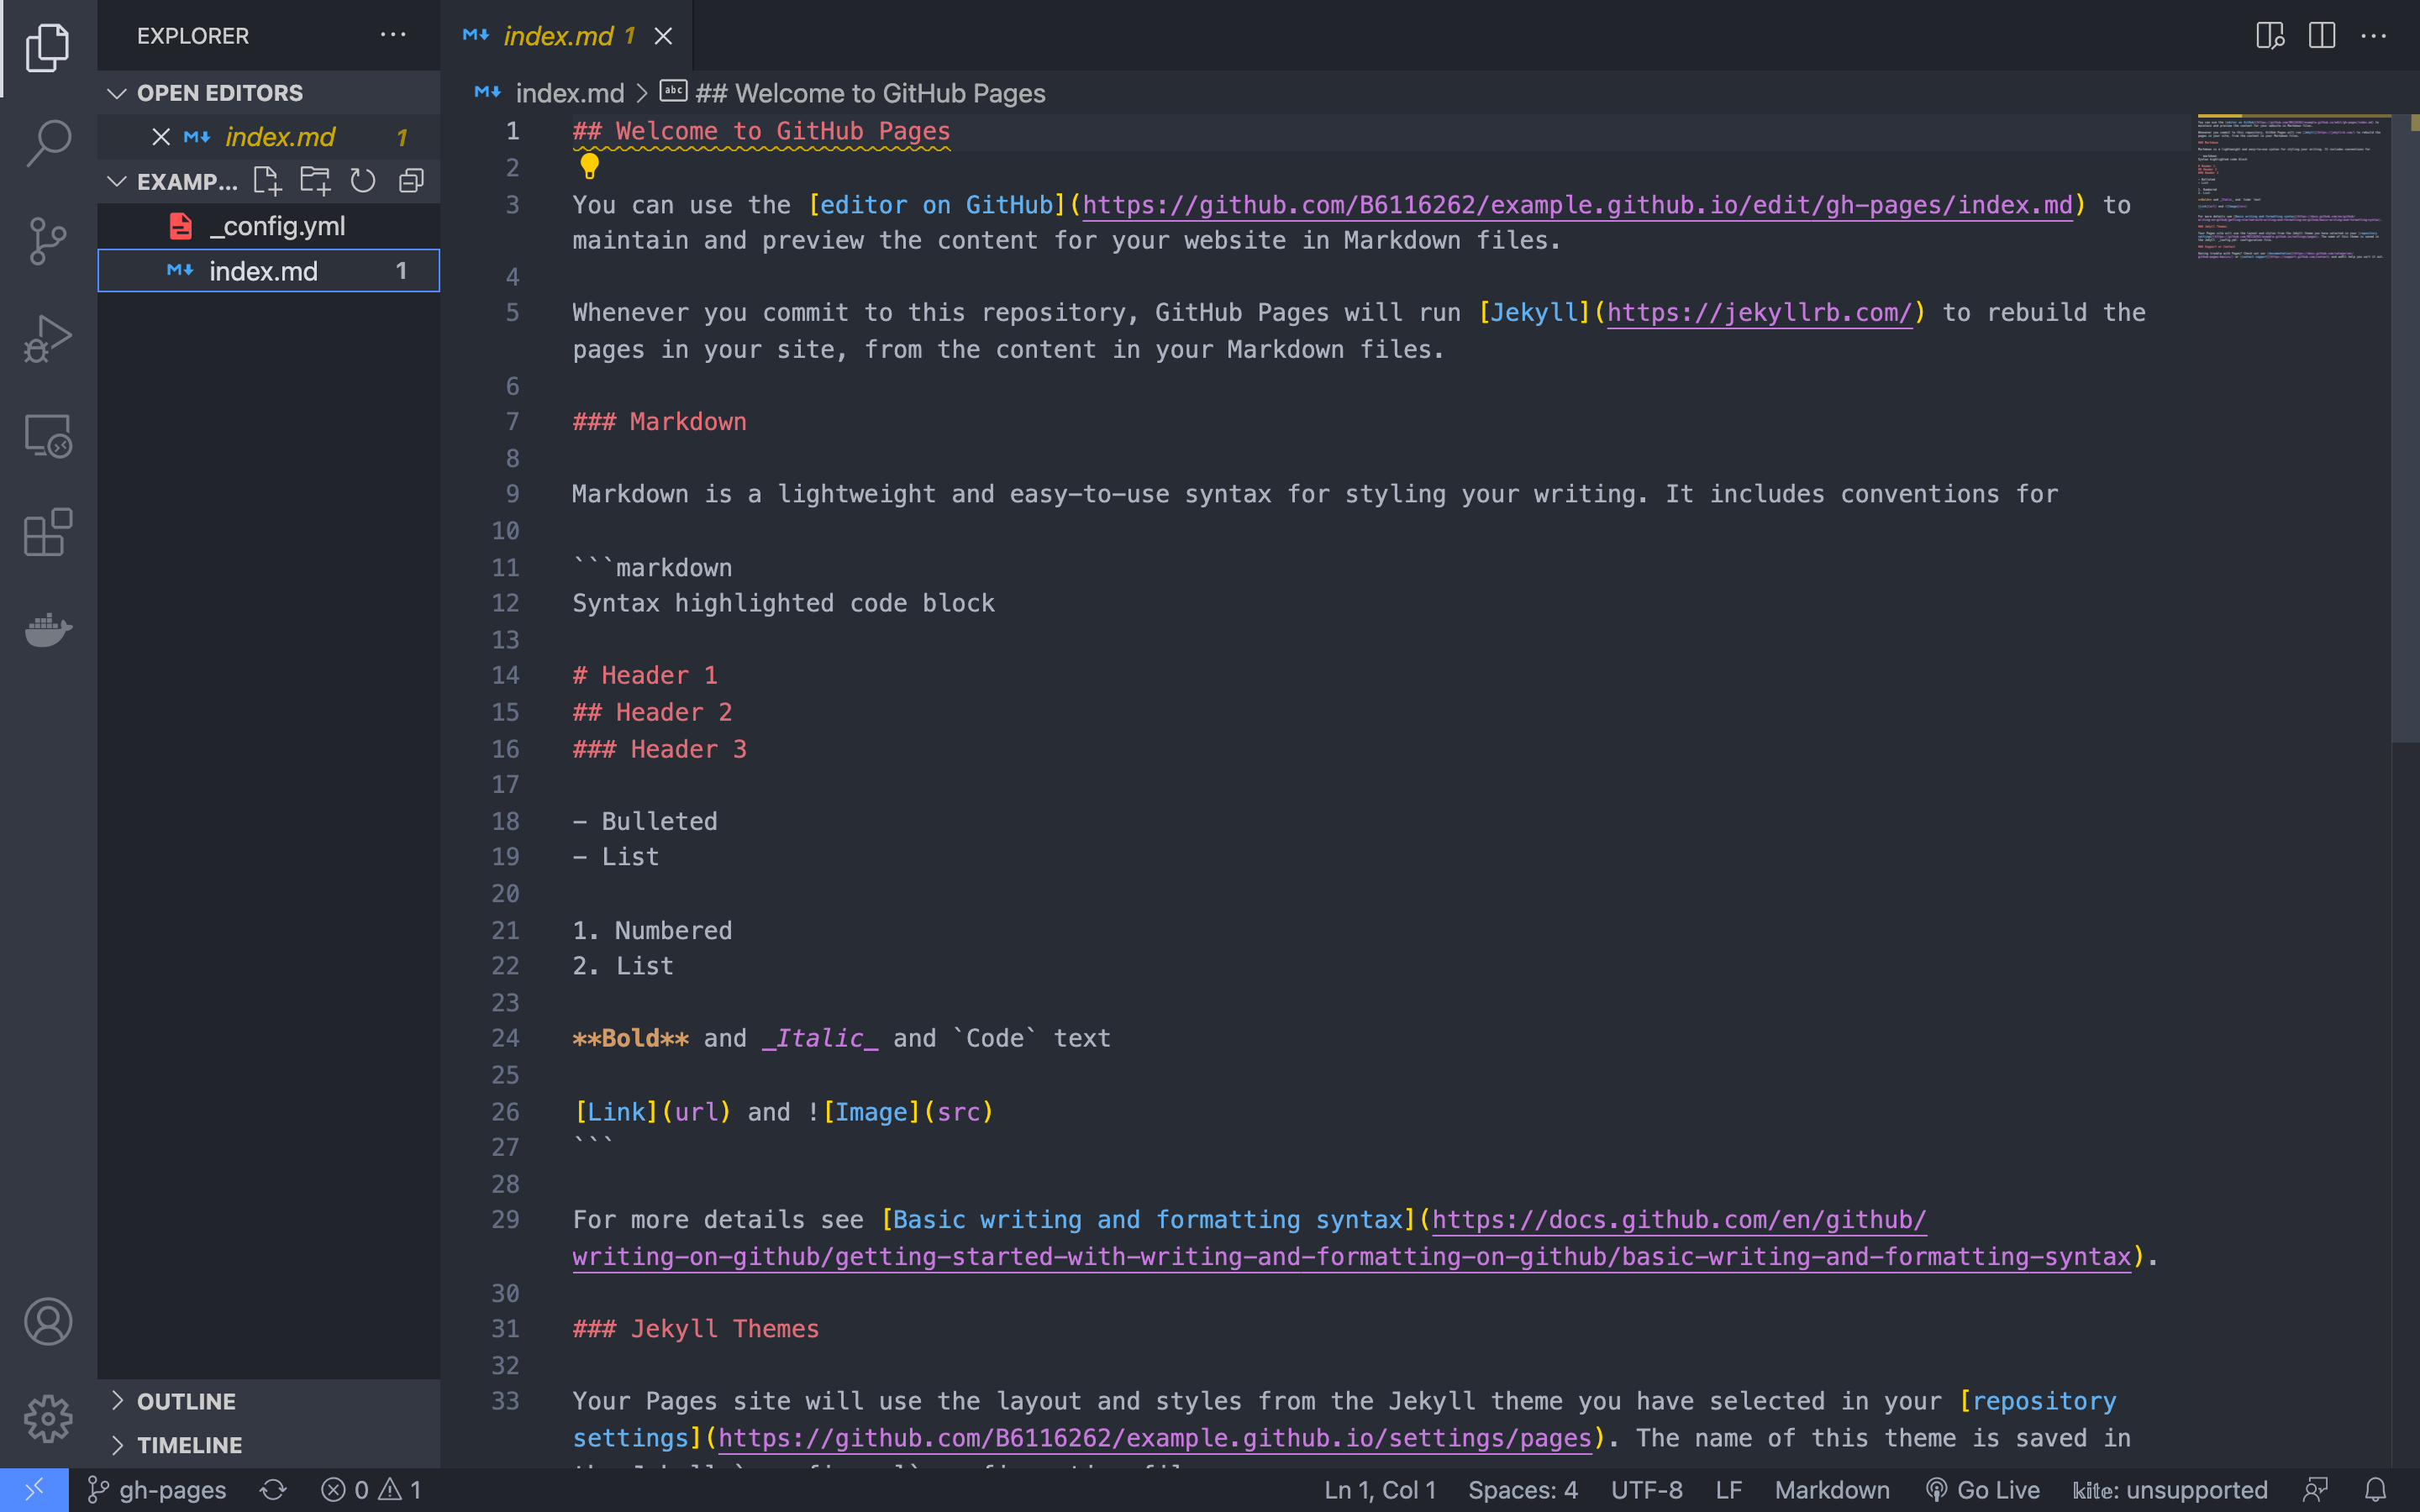 EXPLORER
index.md 1
OPEN EDITORS
index.md 1
EXAMP...
_config.yml
index.md 1
OUTLINE
TIMELINE
index.md > ## Welcome to GitHub Pages
1 ## Welcome to GitHub Pages
2
3 You can use the [editor on GitHub](https://github.com/B6116262/example.github.io/edit/gh-pages/index.md) to
maintain and preview the content for your website in Markdown files.
4
5 Whenever you commit to this repository, GitHub Pages will run [Jekyll](https://jekyllrb.com/) to rebuild the
pages in your site, from the content in your Markdown files.
6
7 ### Markdown
8
9 Markdown is a lightweight and easy-to-use syntax for styling your writing. It includes conventions for
10
11 ```markdown
12 Syntax highlighted code block
13
14 # Header 1
15 ## Header 2
16 ### Header 3
17
18 - Bulleted
19 - List
20
21 1. Numbered
22 2. List
23
24 **Bold** and _Italic_ and `Code` text
25
26 [Link](url) and ![Image](src)
27 ```
28
29 For more details see [Basic writing and formatting syntax](https://docs.github.com/en/github/
writing-on-github/getting-started-with-writing-and-formatting-on-github/basic-writing-and-formatting-syntax).
30
31 ### Jekyll Themes
32
33 Your Pages site will use the layout and styles from the Jekyll theme you have selected in your [repository
settings](https://github.com/B6116262/example.github.io/settings/pages). The name of this theme is saved in
gh-pages 0 1 Ln 1, Col 1 Spaces: 4 UTF-8 LF Markdown Go Live kite: unsupported